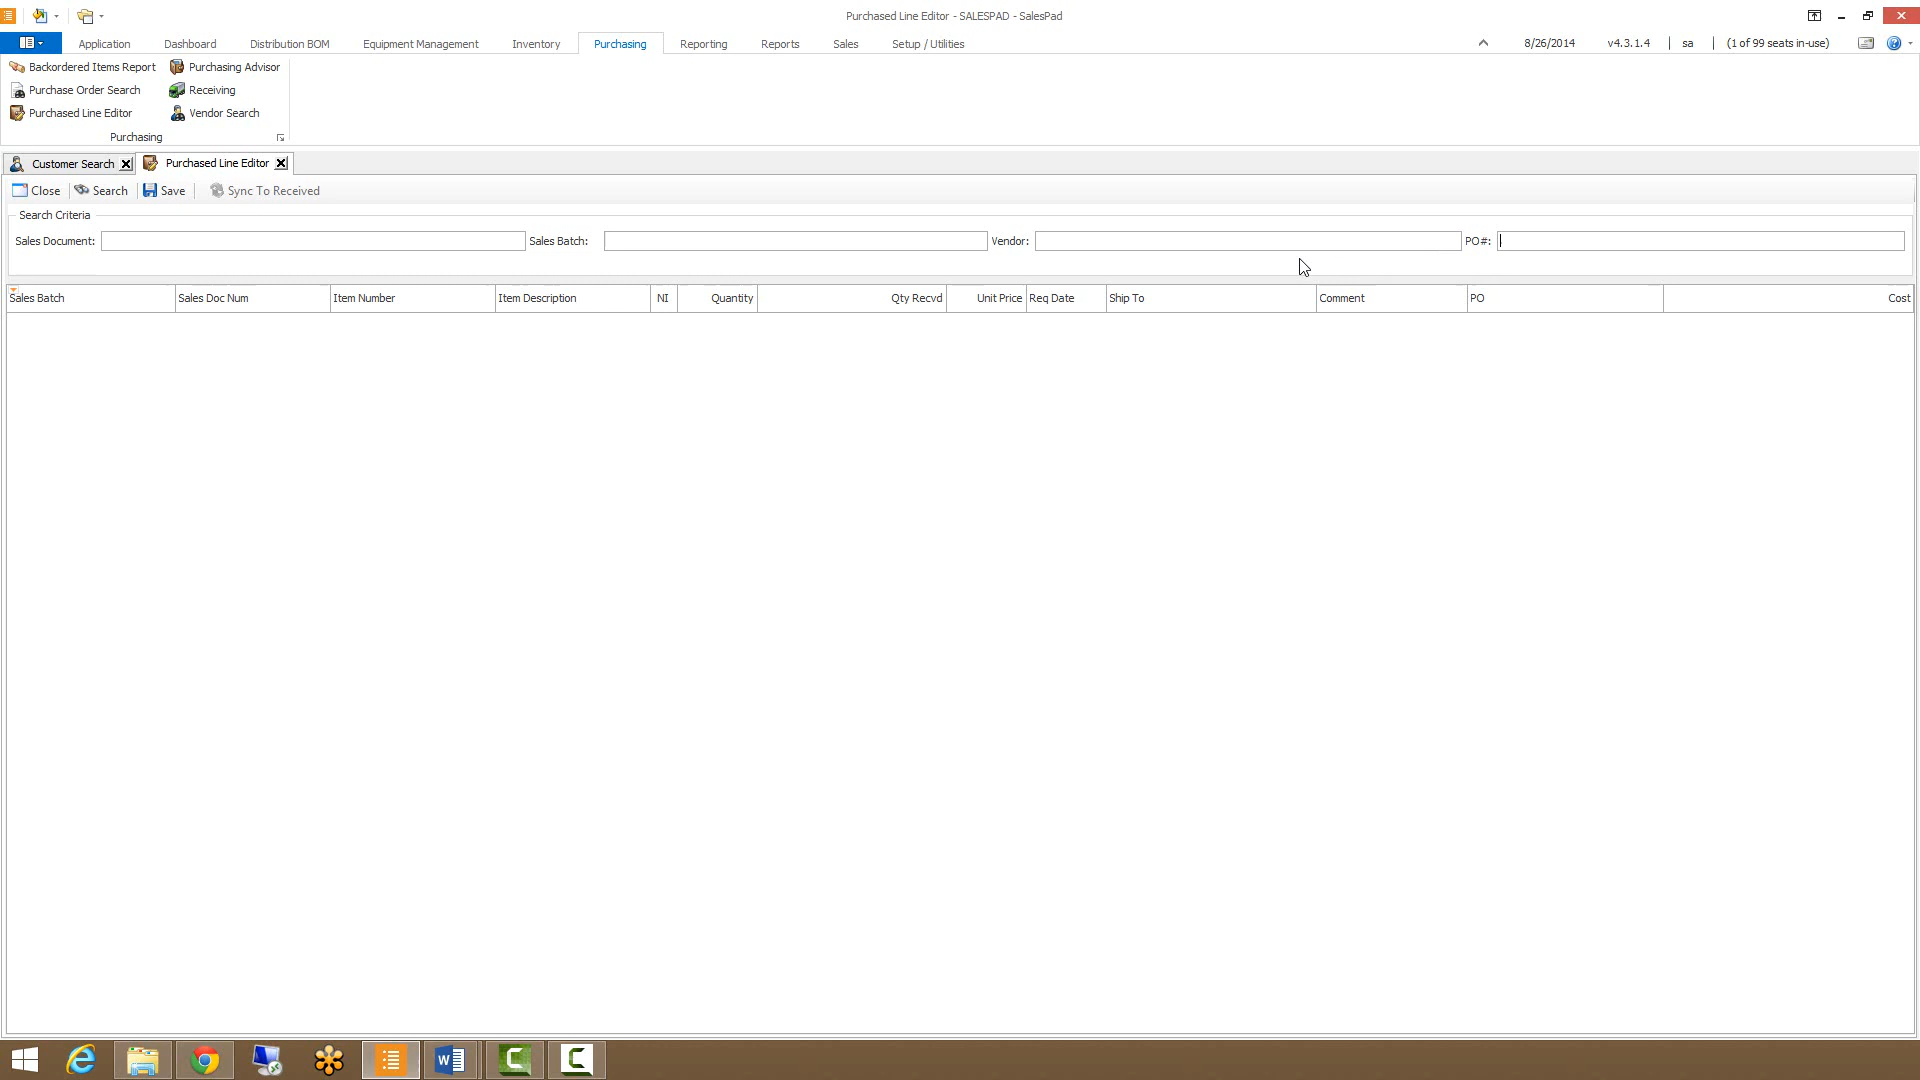 Purchased Line Editor - SALESPAD - SalesPad
Application Dashboard Distribution BOM Equipment Management Inventory Purchasing Reporting Reports Sales Setup / Utilities 8/26/2014 v4.3.1.4 sa (1 of 99 seats in-use)
Backordered Items Report Purchasing Advisor
Purchase Order Search Receiving
Purchased Line Editor Vendor Search
Purchasing
Customer Search Purchased Line Editor
Close Search Save Sync To Received
Search Criteria
Sales Document: Sales Batch: Vendor: PO#:
Sales Batch Sales Doc Num Item Number Item Description NI Quantity Qty Recvd Unit Price Req Date Ship To Comment PO Cost